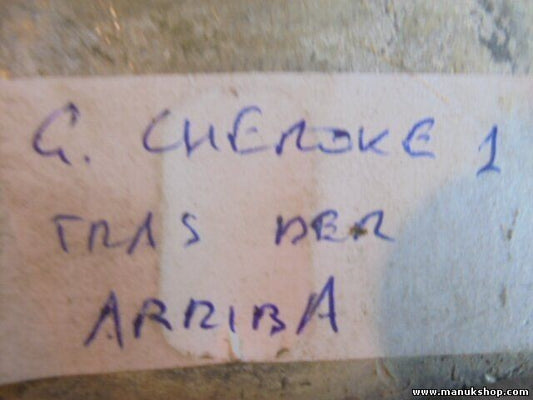 G. CHEROKE 1
TRAS DER
ARRIBA
www.manukshop.com